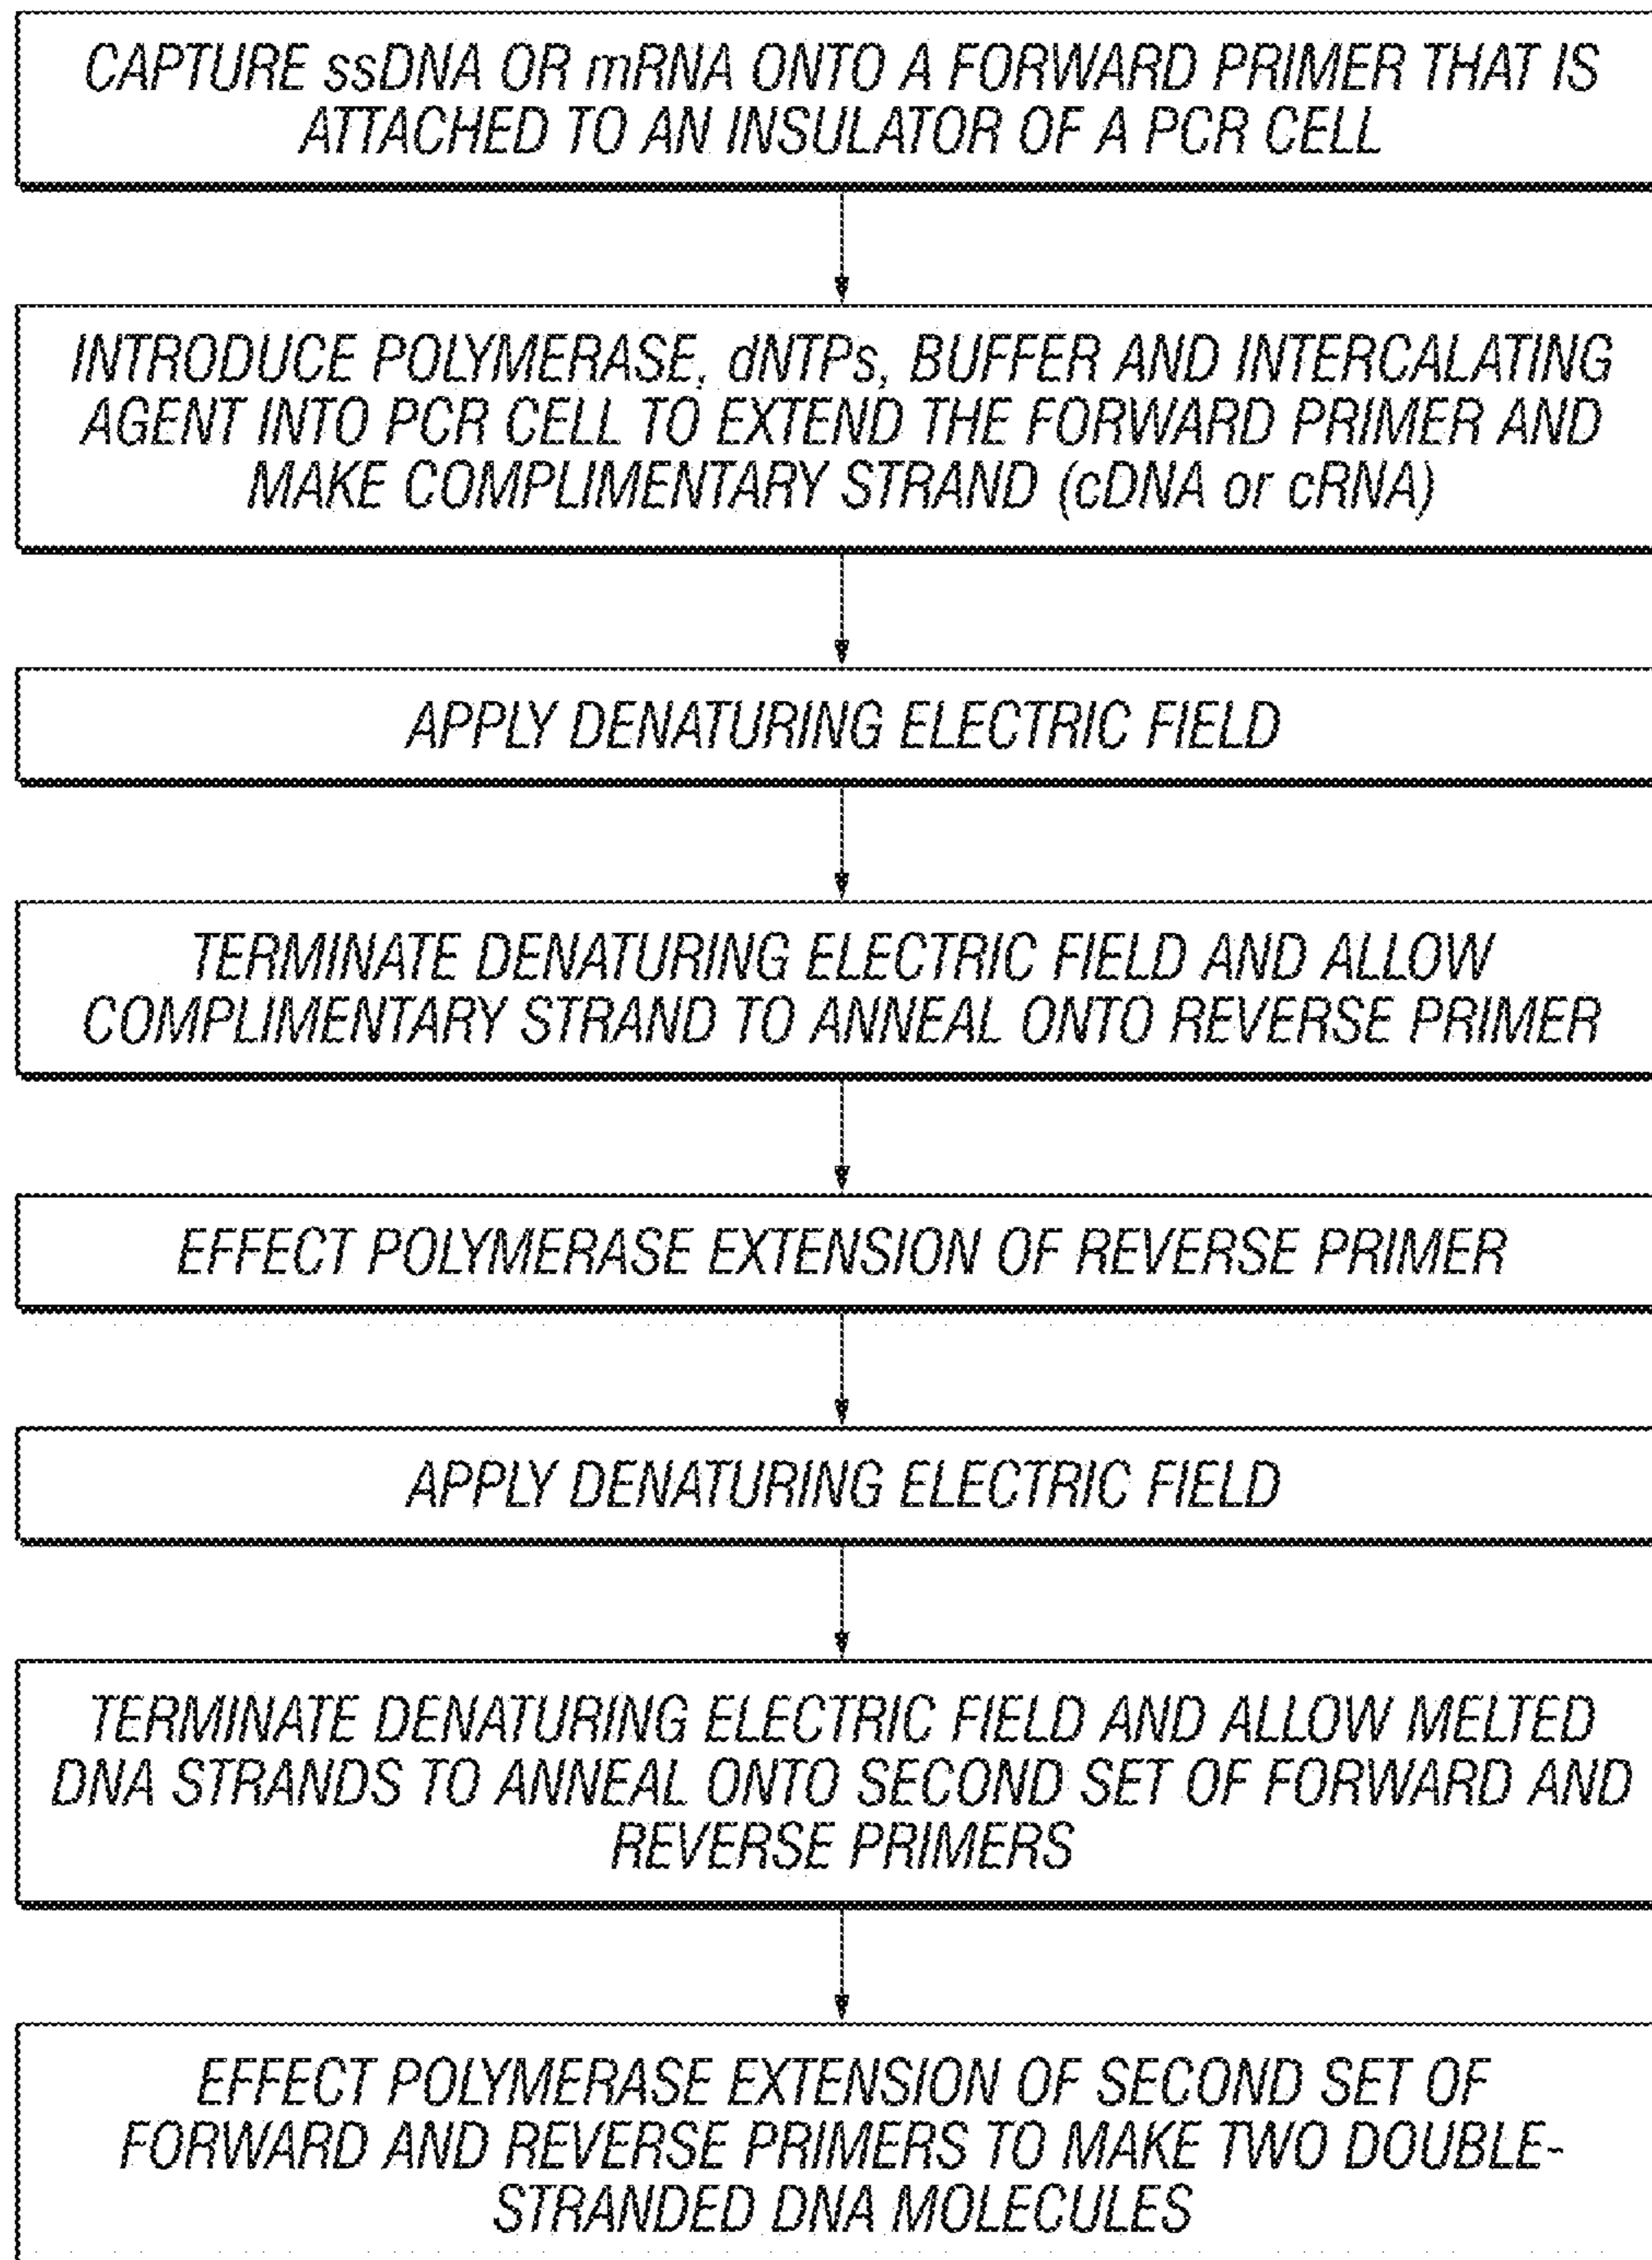 CAPTURE ssDNA OR mRNA ONTO A FORWARD PRIMER THAT IS
ATTACHED TO AN INSULATOR OF A PCR CELL
INTRODUCE POLYMERASE, dNTPs, BUFFER AND INTERCALATING
AGENT INTO PCR CELL TO EXTEND THE FORWARD PRIMER AND
MAKE COMPLIMENTARY STRAND (cDNA or cRNA)
APPLY DENATURING ELECTRIC FIELD
TERMINATE DENATURING ELECTRIC FIELD AND ALLOW
COMPLIMENTARY STRAND TO ANNEAL ONTO REVERSE PRIMER
EFFECT POLYMERASE EXTENSION OF REVERSE PRIMER
APPLY DENATURING ELECTRIC FIELD
TERMINATE DENATURING ELECTRIC FIELD AND ALLOW MELTED
DNA STRANDS TO ANNEAL ONTO SECOND SET OF FORWARD AND
REVERSE PRIMERS
EFFECT POLYMERASE EXTENSION OF SECOND SET OF
FORWARD AND REVERSE PRIMERS TO MAKE TWO DOUBLE-
STRANDED DNA MOLECULES